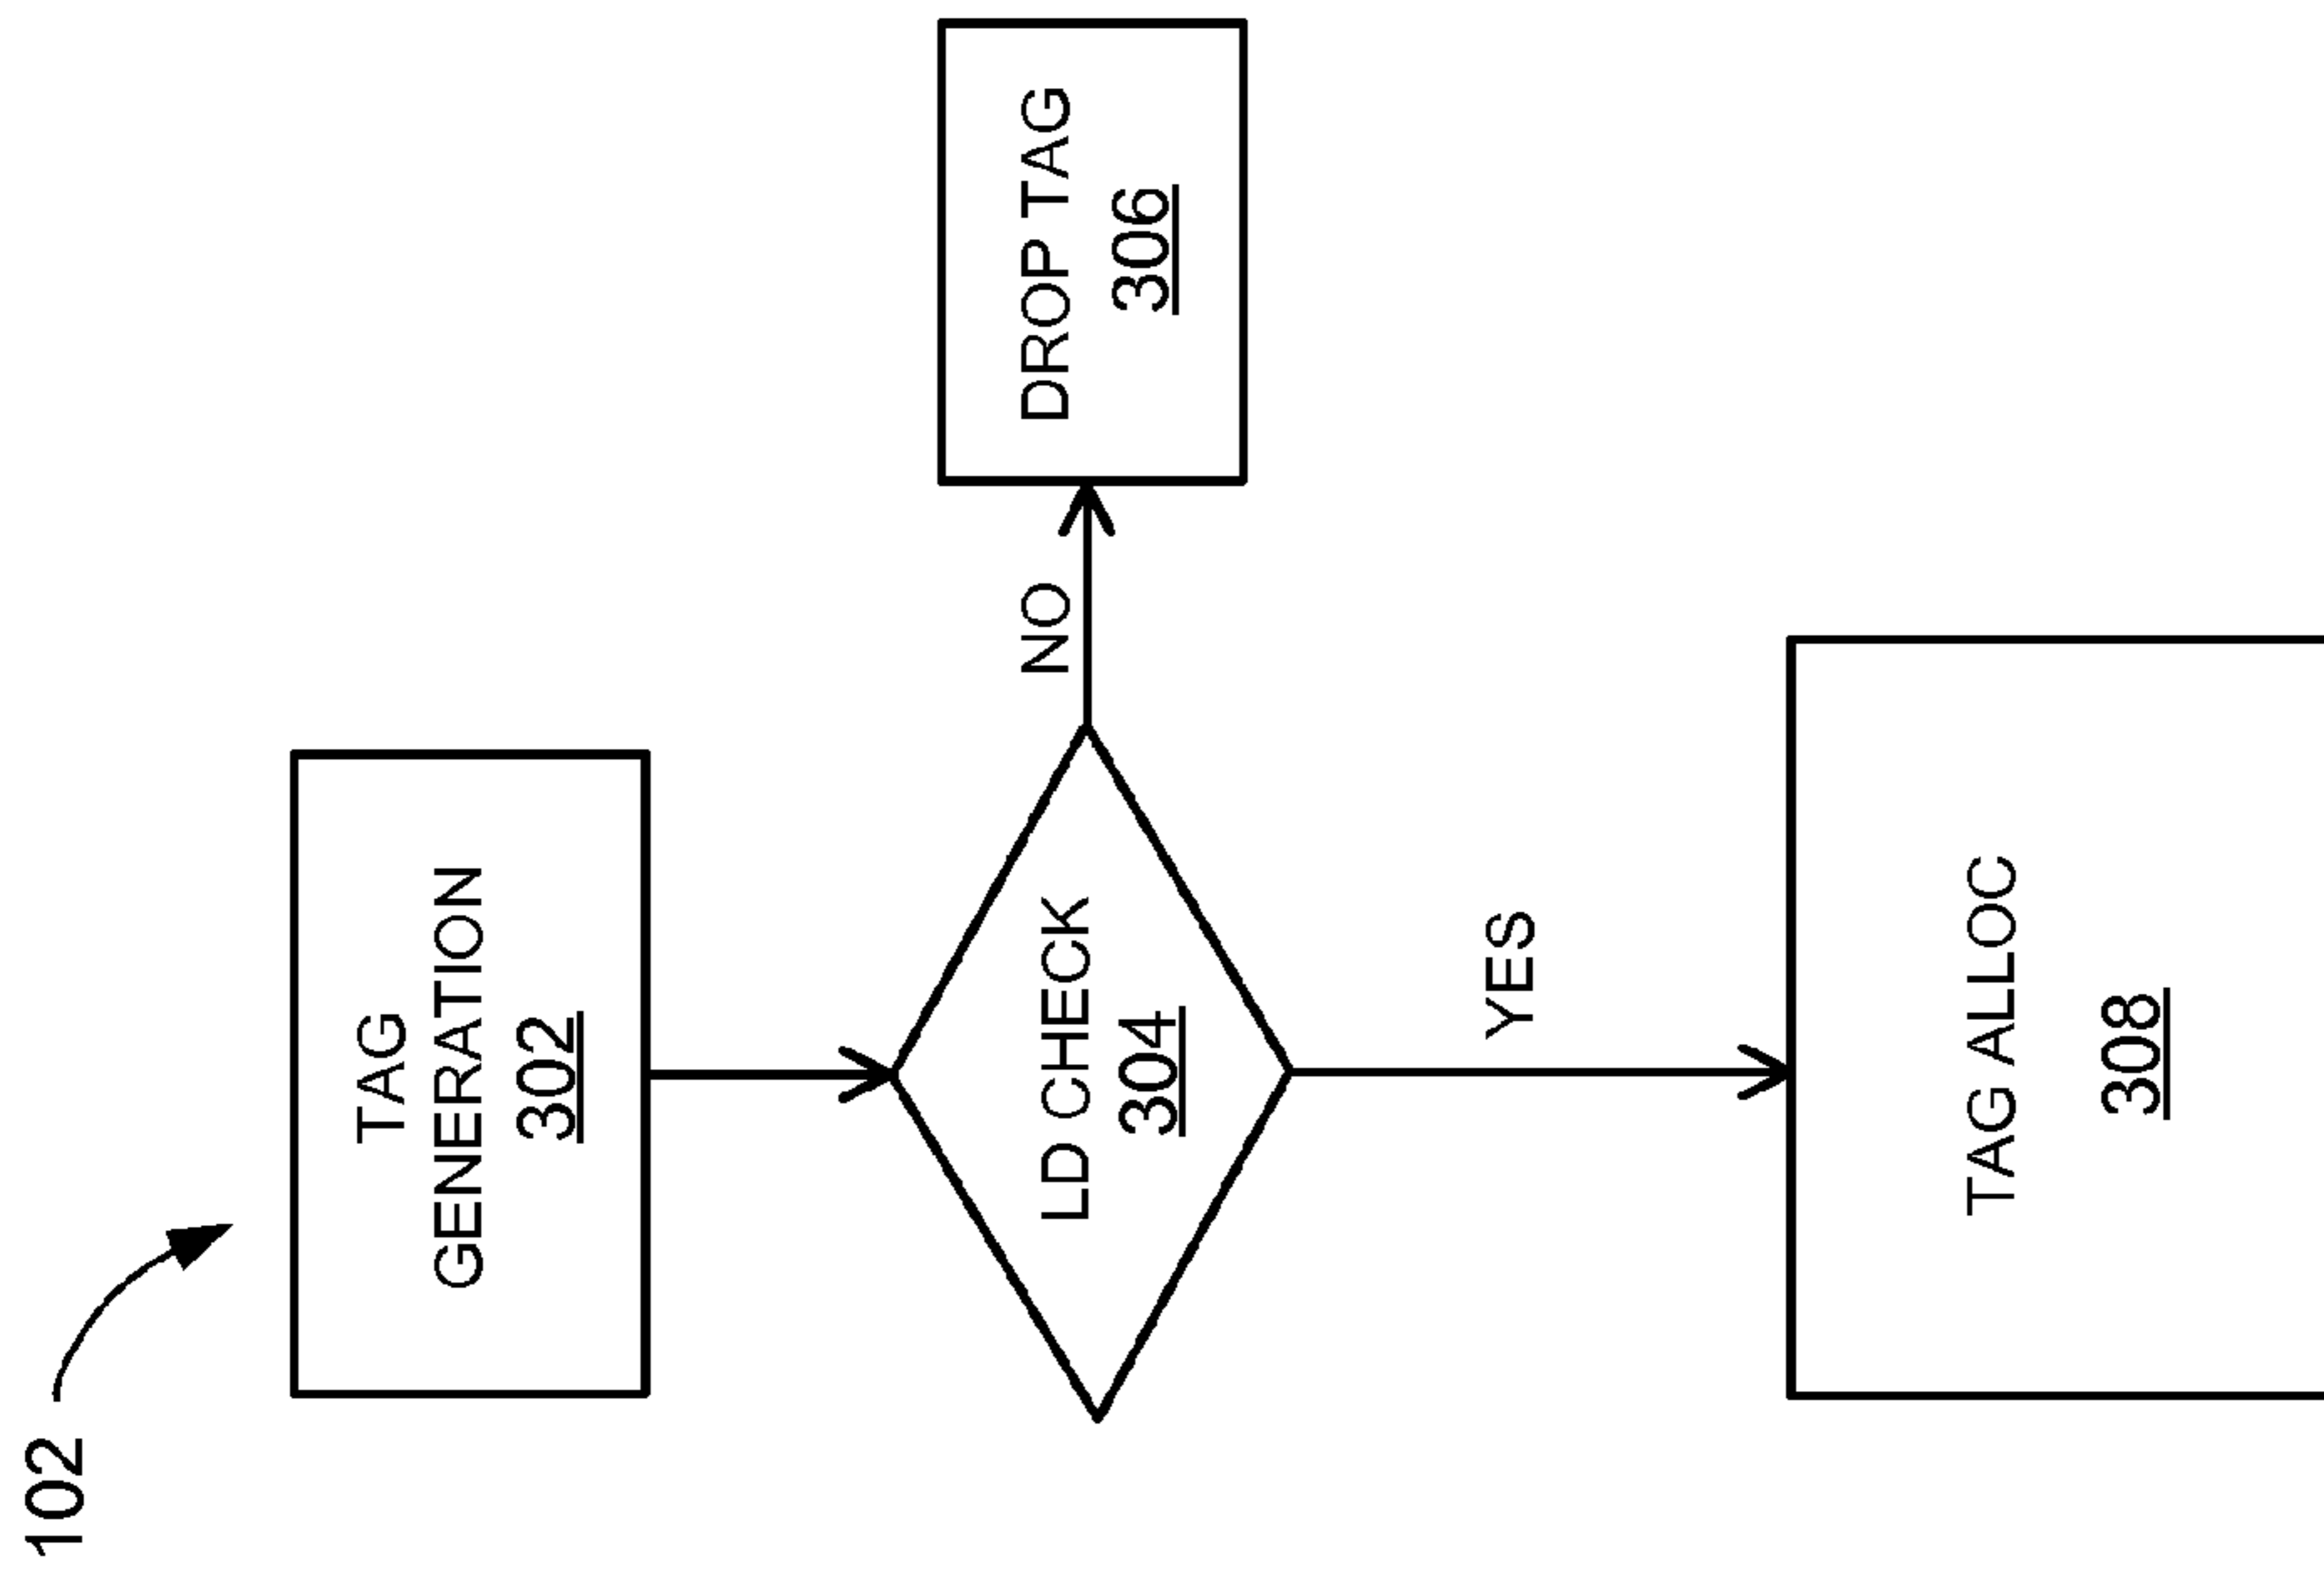 102
TAG
GENERATION
302
LD CHECK
304
NO
DROP TAG
306
YES
TAG ALLOC
308